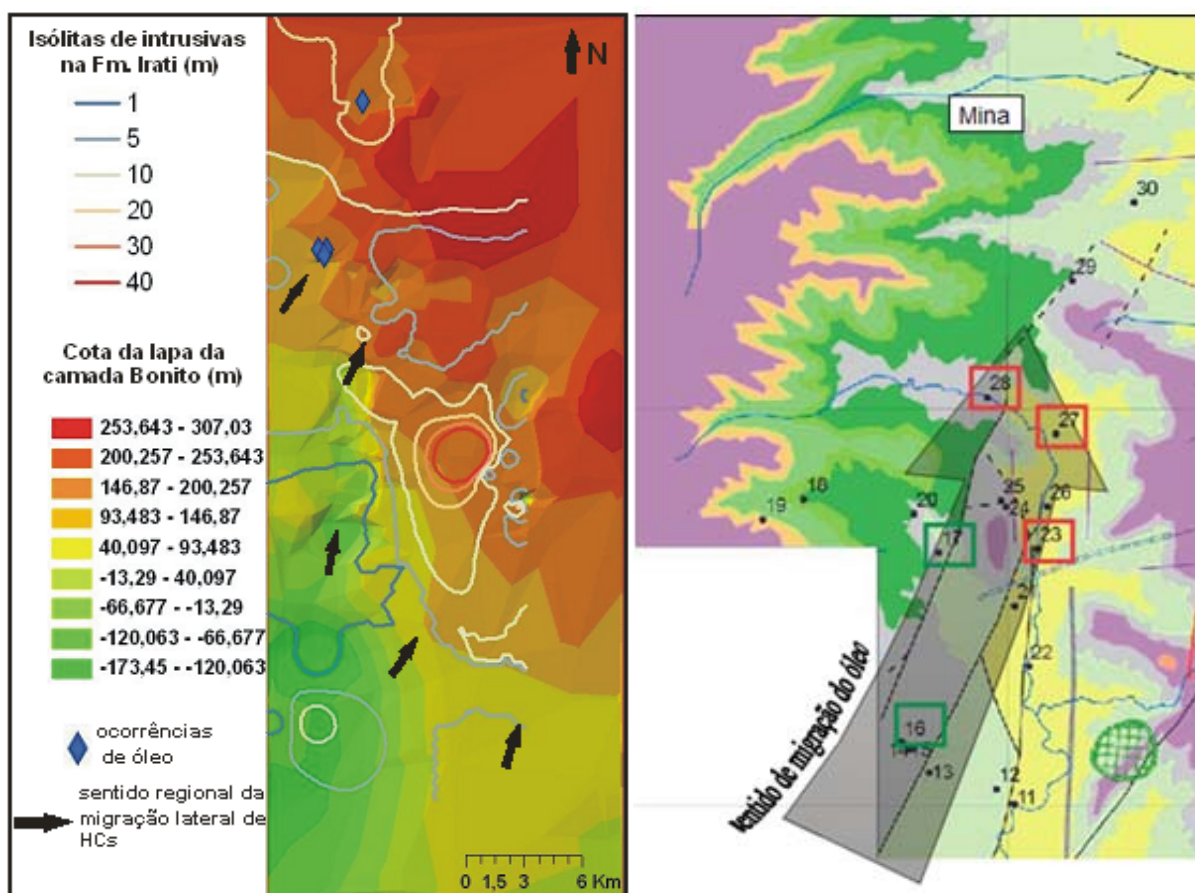 Isólitas de intrusivas
na Fm. Irati (m)
1
5
10
20
30
40
Cota da lapa da
camada Bonito (m)
253,643 - 307,03
200,257 - 253,643
146,87 - 200,257
93,483 - 146,87
40,097 - 93,483
-13,29 - 40,097
-66,677 - -13,29
-120,063 - -66,677
-173,45 - -120,063
ocorrências
de óleo
sentido regional da
migração lateral de
HCs
N
0 1,5 3 6 Km
Mina
30
29
28
27
18
19
20
25
24
26
17
23
22
16
13
12
11
sentido de migração do óleo